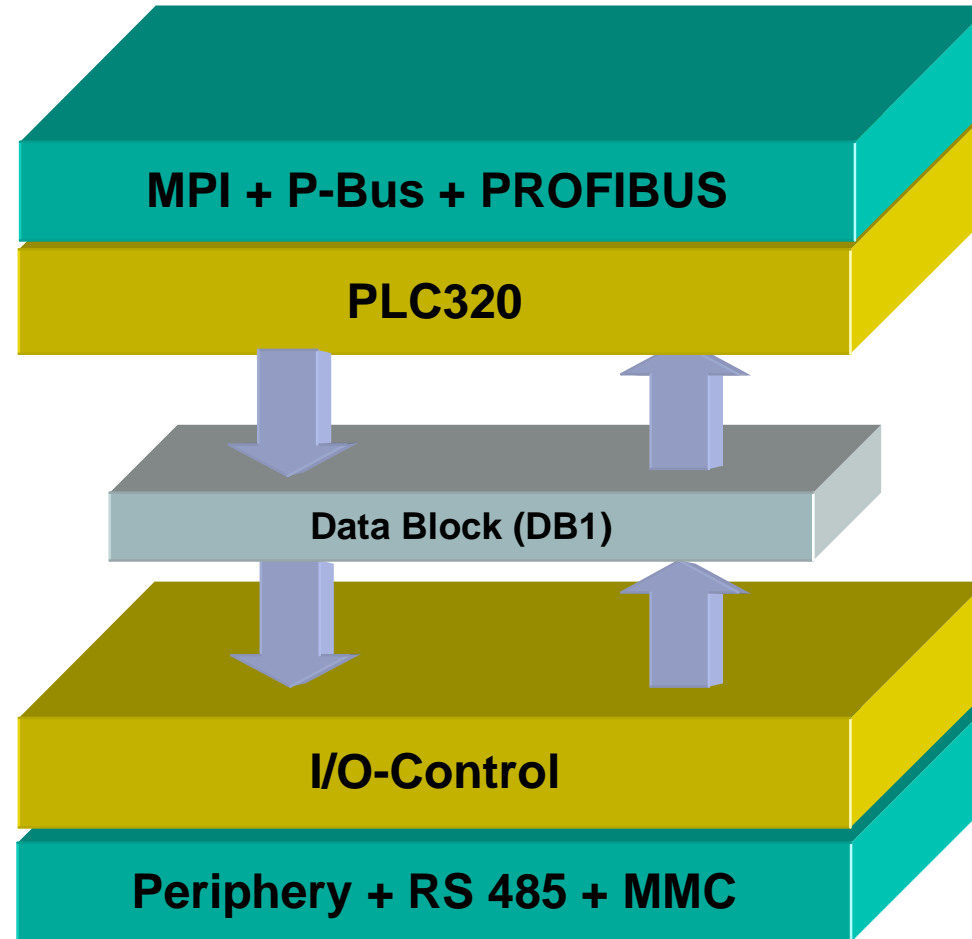 MPI + P-Bus + PROFIBUS
PLC320
Data Block (DB1)
I/O-Control
Periphery + RS 485 + MMC